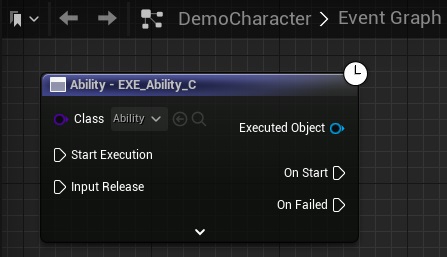 DemoCharacter > Event Graph
Ability - EXE_Ability_C
Class Ability
Executed Object
Start Execution
On Start
Input Release
On Failed